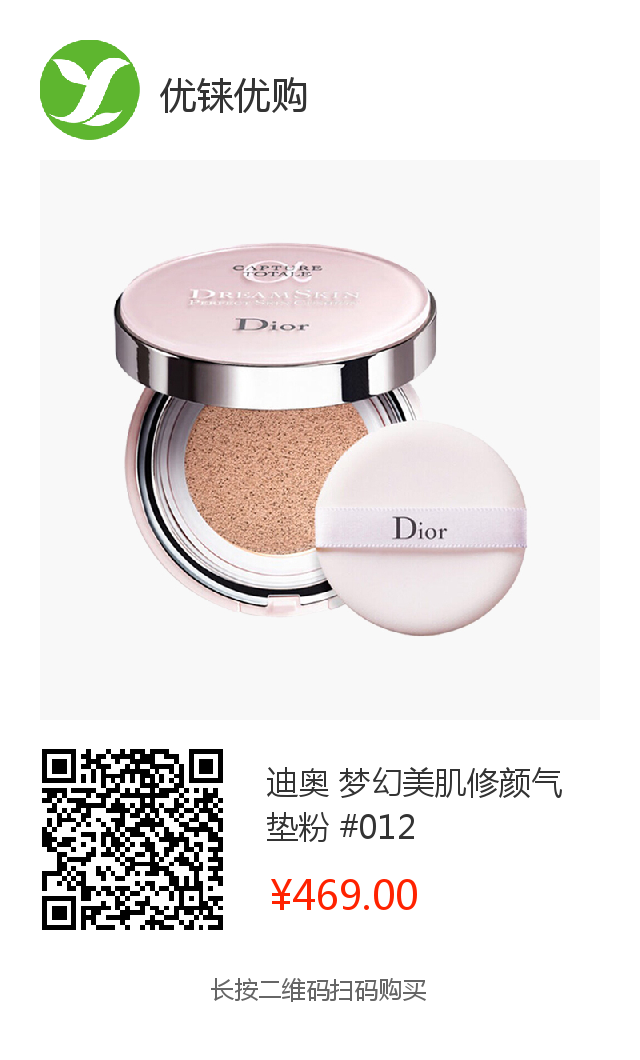 优铼优购
CAPTURE
TOTALE
DREAMSKIN
Dior
Dior
迪奥 梦幻美肌修颜气
垫粉 #012
¥469.00
长按二维码扫码购买